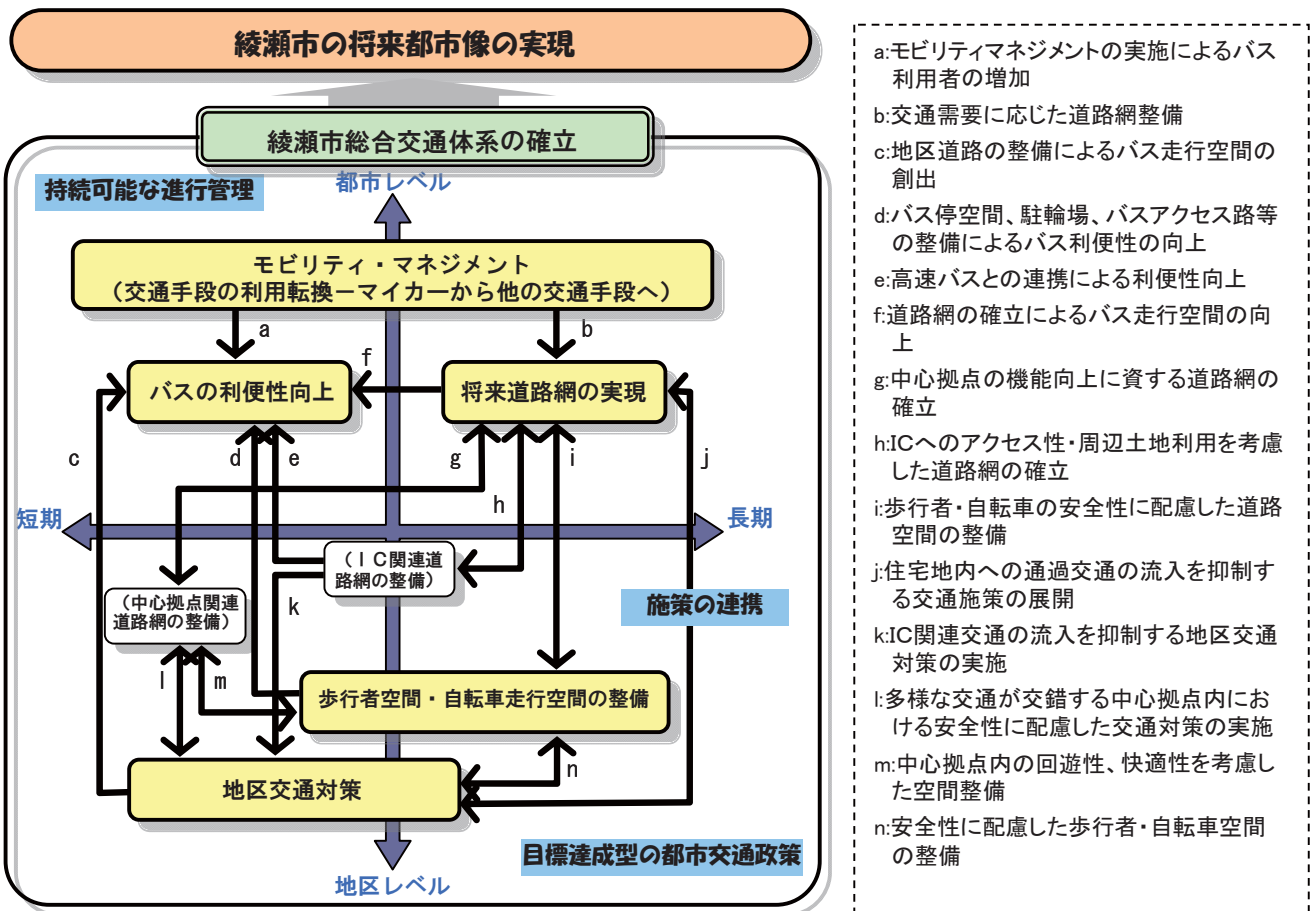 綾瀬市の将来都市像の実現
綾瀬市総合交通体系の確立
持続可能な進行管理
都市レベル
モビリティ・マネジメント
（交通手段の利用転換－マイカーから他の交通手段へ）
a
b
バスの利便性向上
f
将来道路網の実現
c
d
e
g
h
i
j
短期
長期
（ＩＣ関連道
路網の整備）
（中心拠点関連
道路網の整備）
k
施策の連携
l
m
歩行者空間・自転車走行空間の整備
n
地区交通対策
目標達成型の都市交通政策
地区レベル
a:モビリティマネジメントの実施によるバス
利用者の増加
b:交通需要に応じた道路網整備
c:地区道路の整備によるバス走行空間の
創出
d:バス停空間、駐輪場、バスアクセス路等
の整備によるバス利便性の向上
e:高速バスとの連携による利便性向上
f:道路網の確立によるバス走行空間の向
上
g:中心拠点の機能向上に資する道路網の
確立
h:ICへのアクセス性・周辺土地利用を考慮
した道路網の確立
i:歩行者・自転車の安全性に配慮した道路
空間の整備
j:住宅地内への通過交通の流入を抑制す
る交通施策の展開
k:IC関連交通の流入を抑制する地区交通
対策の実施
l:多様な交通が交錯する中心拠点内にお
ける安全性に配慮した交通対策の実施
m:中心拠点内の回遊性、快適性を考慮し
た空間整備
n:安全性に配慮した歩行者・自転車空間
の整備